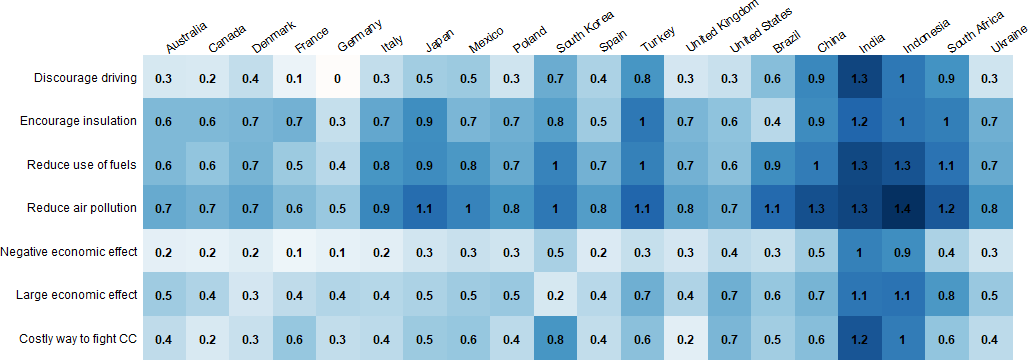 Australia Canada Denmark France Germany Italy Japan Mexico Poland South Korea Spain Turkey United Kingdom United States Brazil China India Indonesia South Africa Ukraine
Discourage driving 0.3 0.2 0.4 0.1 0 0.3 0.5 0.5 0.3 0.7 0.4 0.8 0.3 0.3 0.6 0.9 1.3 1 0.9 0.3
Encourage insulation 0.6 0.6 0.7 0.7 0.3 0.7 0.9 0.7 0.7 0.8 0.5 1 0.7 0.6 0.4 0.9 1.2 1 1 0.7
Reduce use of fuels 0.6 0.6 0.7 0.5 0.4 0.8 0.9 0.8 0.7 1 0.7 1 0.7 0.6 0.9 1 1.3 1.3 1.1 0.7
Reduce air pollution 0.7 0.7 0.7 0.6 0.5 0.9 1.1 1 0.8 1 0.8 1.1 0.8 0.7 1.1 1.3 1.3 1.4 1.2 0.8
Negative economic effect 0.2 0.2 0.2 0.1 0.1 0.2 0.3 0.3 0.3 0.5 0.2 0.3 0.3 0.4 0.3 0.5 1 0.9 0.4 0.3
Large economic effect 0.5 0.4 0.3 0.4 0.4 0.4 0.5 0.5 0.5 0.2 0.4 0.7 0.4 0.7 0.6 0.7 1.1 1.1 0.8 0.5
Costly way to fight CC 0.4 0.2 0.3 0.6 0.3 0.4 0.5 0.6 0.4 0.8 0.4 0.6 0.2 0.7 0.5 0.6 1.2 1 0.6 0.4